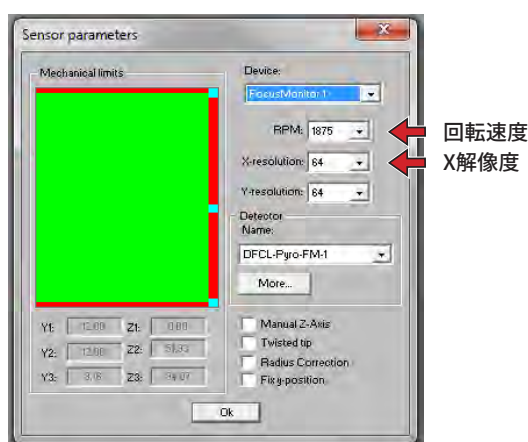 Sensor parameters
Mechanical limits
Device:
FocusMonitor1
RPM: 1875
回転速度
X-resolution: 64
X解像度
Y-resolution: 64
Detector
Name:
DFCL-Pyro-FM-1
More...
Y1: 12.00 Z1: 0.00
Y2: 12.00 Z2:
Y3: Z3:
Manual Z-Axis
Twisted tip
Radius Correction
Fix y-position
Ok